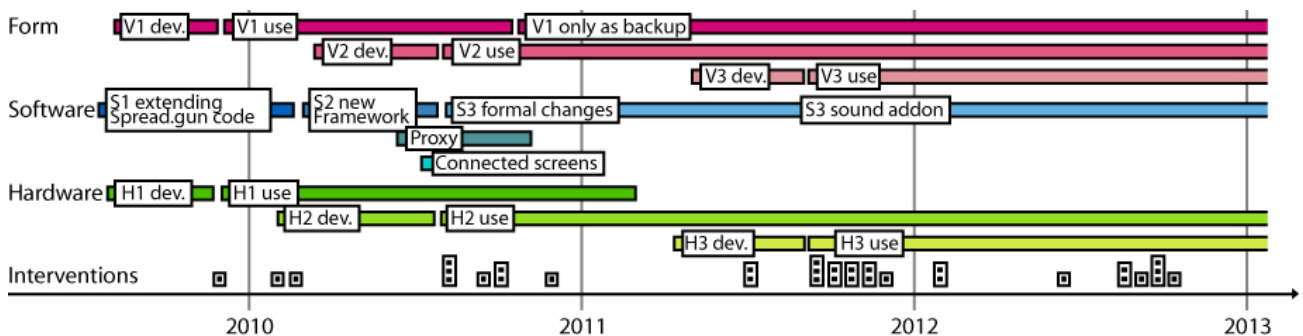 Form
V1 dev.
V1 use
V1 only as backup
V2 dev.
V2 use
V3 dev.
V3 use
Software
S1 extending
Spread.gun code
S2 new
Framework
S3 formal changes
S3 sound addon
Proxy
Connected screens
Hardware
H1 dev.
H1 use
H2 dev.
H2 use
H3 dev.
H3 use
Interventions
2010
2011
2012
2013